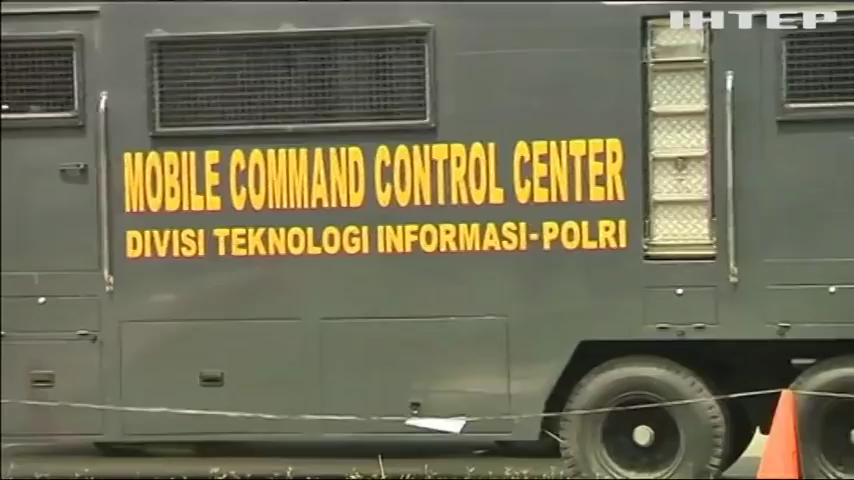 ІНТЕР
MOBILE COMMAND CONTROL CENTER
DIVISI TEKNOLOGI INFORMASI-POLRI